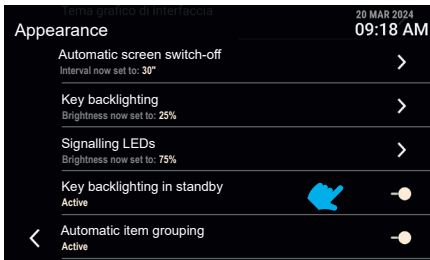 Tema grafico di interfaccia
20 MAR 2024
Appearance
09:18 AM
Automatic screen switch-off
Interval now set to: 30"
Key backlighting
Brightness now set to: 25%
Signalling LEDs
Brightness now set to: 75%
Key backlighting in standby
Active
Automatic item grouping
Active